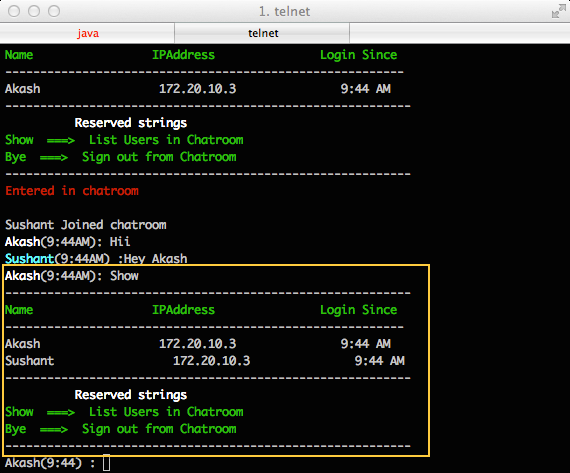 1. telnet
java telnet
Name IPAddress Login Since
---------------------------------------------------------
Akash 172.20.10.3 9:44 AM
----------------------------------------------------------
Reserved strings
Show ===> List Users in Chatroom
Bye ===> Sign out from Chatroom
----------------------------------------------------------
Entered in chatroom
Sushant Joined chatroom
Akash(9:44AM): Hii
Sushant(9:44AM) :Hey Akash
Akash(9:44AM): Show
----------------------------------------------------------
Name IPAddress Login Since
---------------------------------------------------------
Akash 172.20.10.3 9:44 AM
Sushant 172.20.10.3 9:44 AM
----------------------------------------------------------
Reserved strings
Show ===> List Users in Chatroom
Bye ===> Sign out from Chatroom
----------------------------------------------------------
Akash(9:44) :